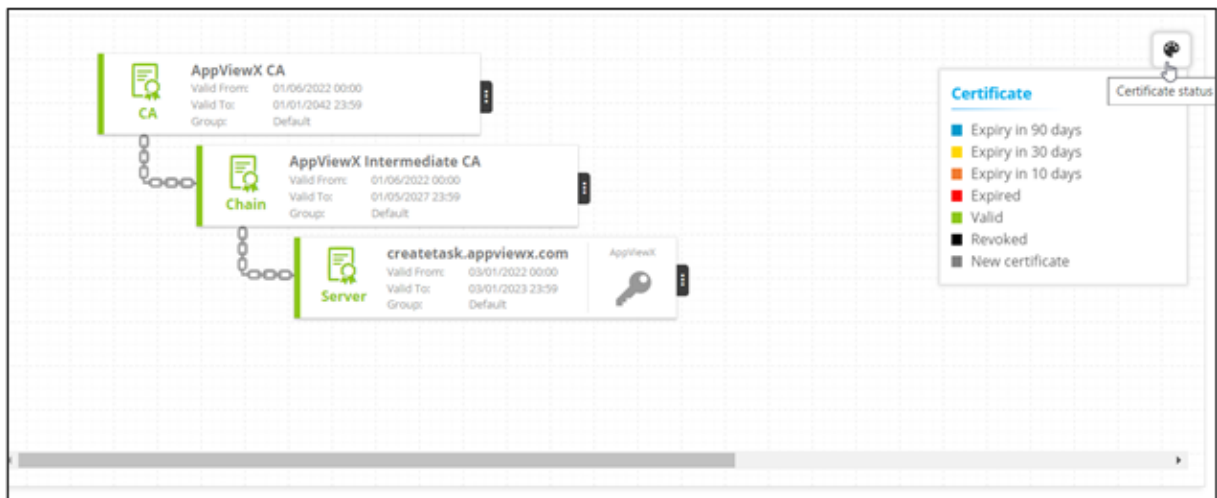 AppViewX CA
Valid From: 01/06/2022 00:00
Valid To: 01/01/2042 23:59
Group: Default
CA
AppViewX Intermediate CA
Valid From: 01/06/2022 00:00
Valid To: 01/05/2027 23:59
Group: Default
Chain
createtask.appviewx.com
Valid From: 03/01/2022 00:00
Valid To: 03/01/2023 23:59
Group: Default
Server
AppViewX
Certificate status
Certificate
Expiry in 90 days
Expiry in 30 days
Expiry in 10 days
Expired
Valid
Revoked
New certificate